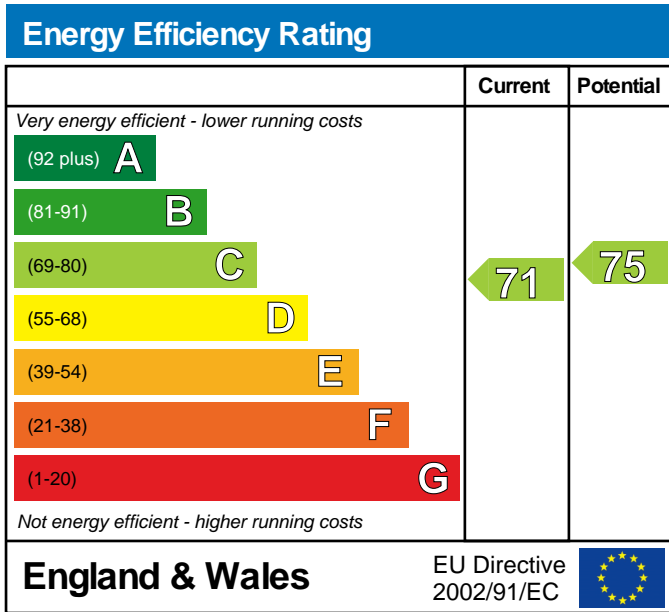 Energy Efficiency Rating
Current Potential
Very energy efficient - lower running costs
(92 plus) A
(81-91) B
(69-80) C
71
75
(55-68) D
(39-54) E
(21-38) F
(1-20) G
Not energy efficient - higher running costs
England & Wales
EU Directive
2002/91/EC